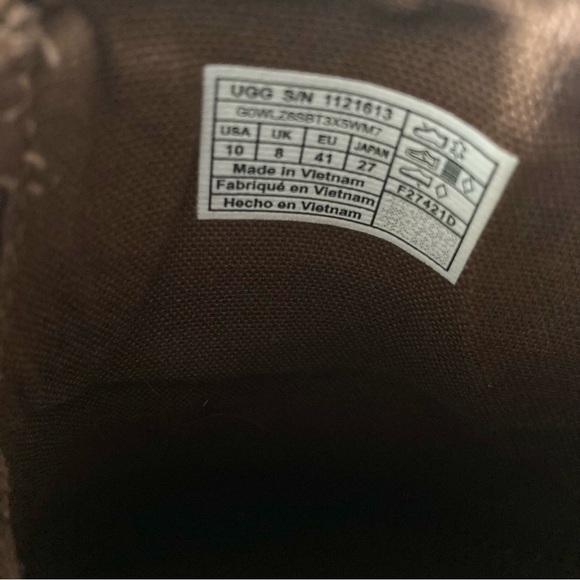 UGG S/N 1121613
G0WLZ8SBT3X5WM7
USA UK EU JAPAN
10 8 41 27
Made in Vietnam
Fabriqué en Vietnam
Hecho en Vietnam
F27421D